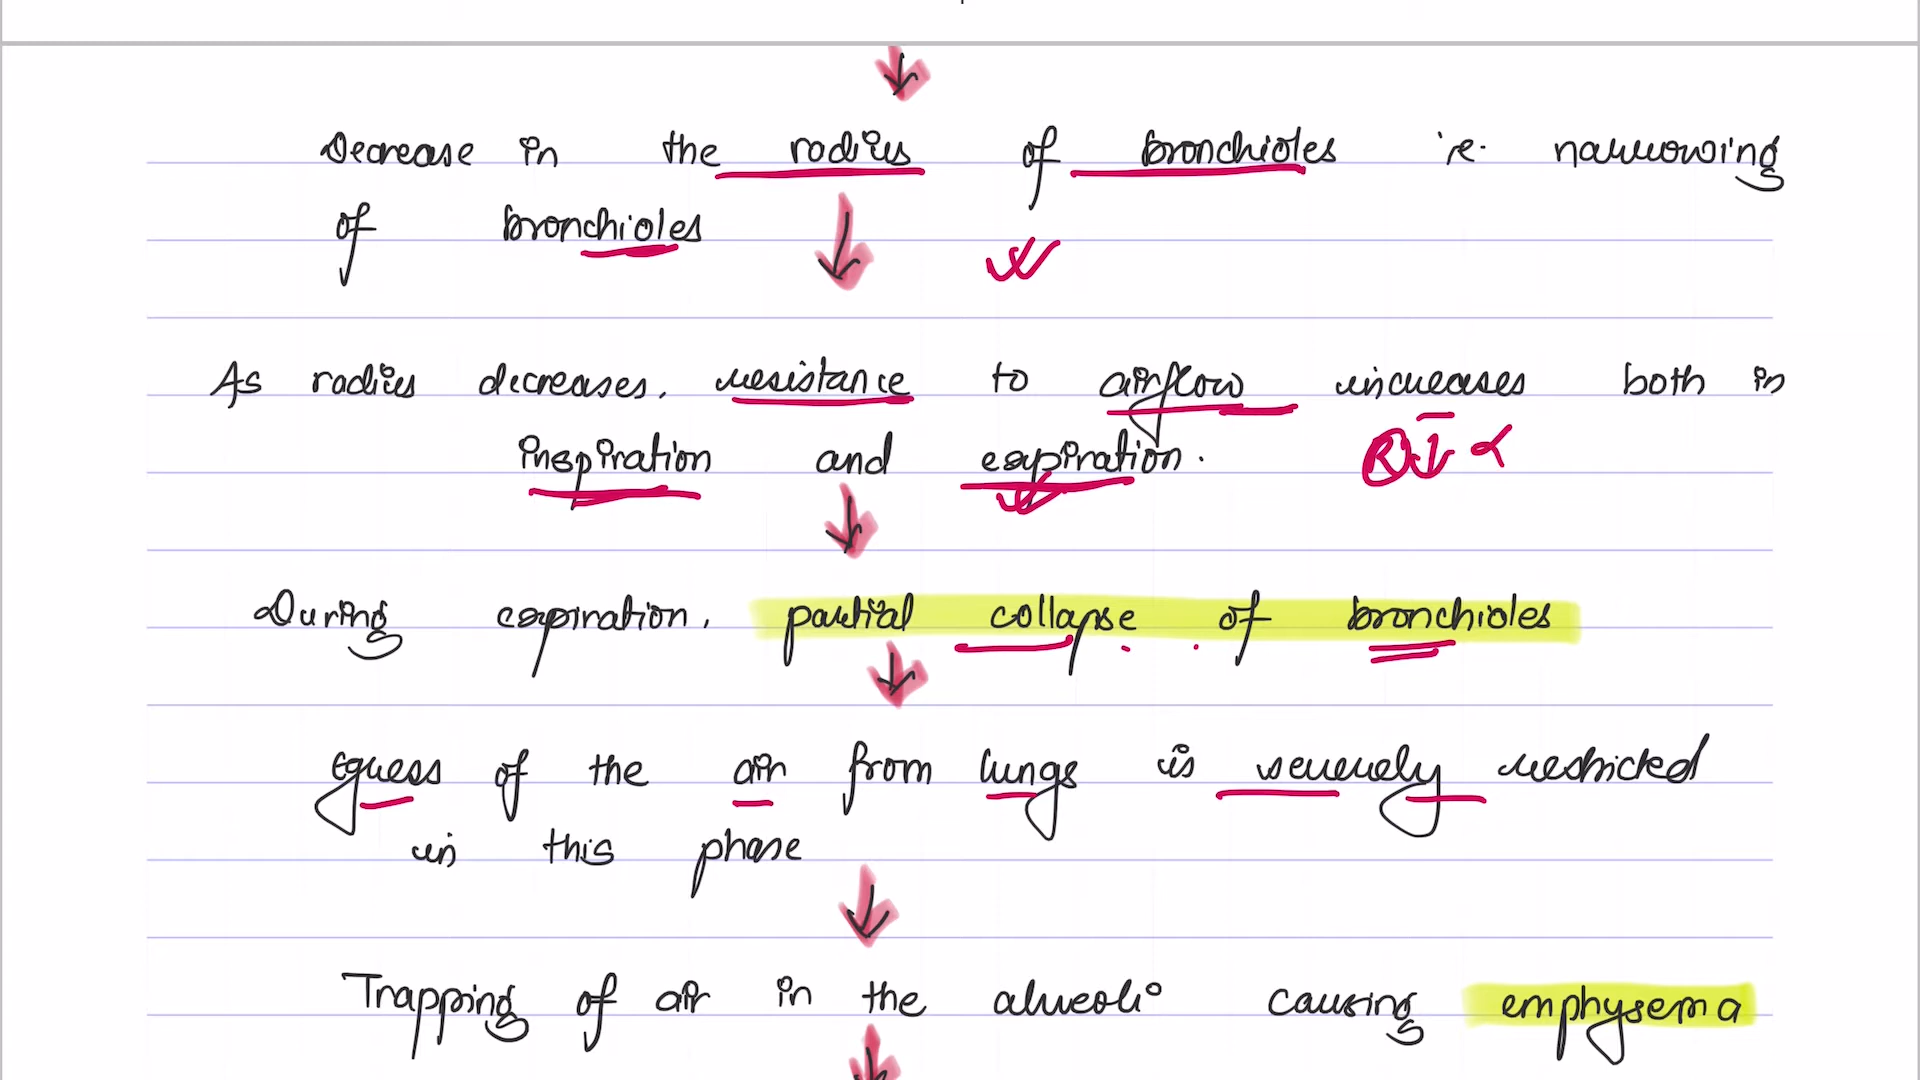 Decrease in the radius of bronchioles ie. narrowing
of bronchioles
As radius decreases, resistance to airflow increases both in
inspiration and expiration.
R↓ ∝
During expiration, partial collapse of bronchioles
Egress of the air from lungs is severely restricted
in this phase
Trapping of air in the alveoli causing emphysema